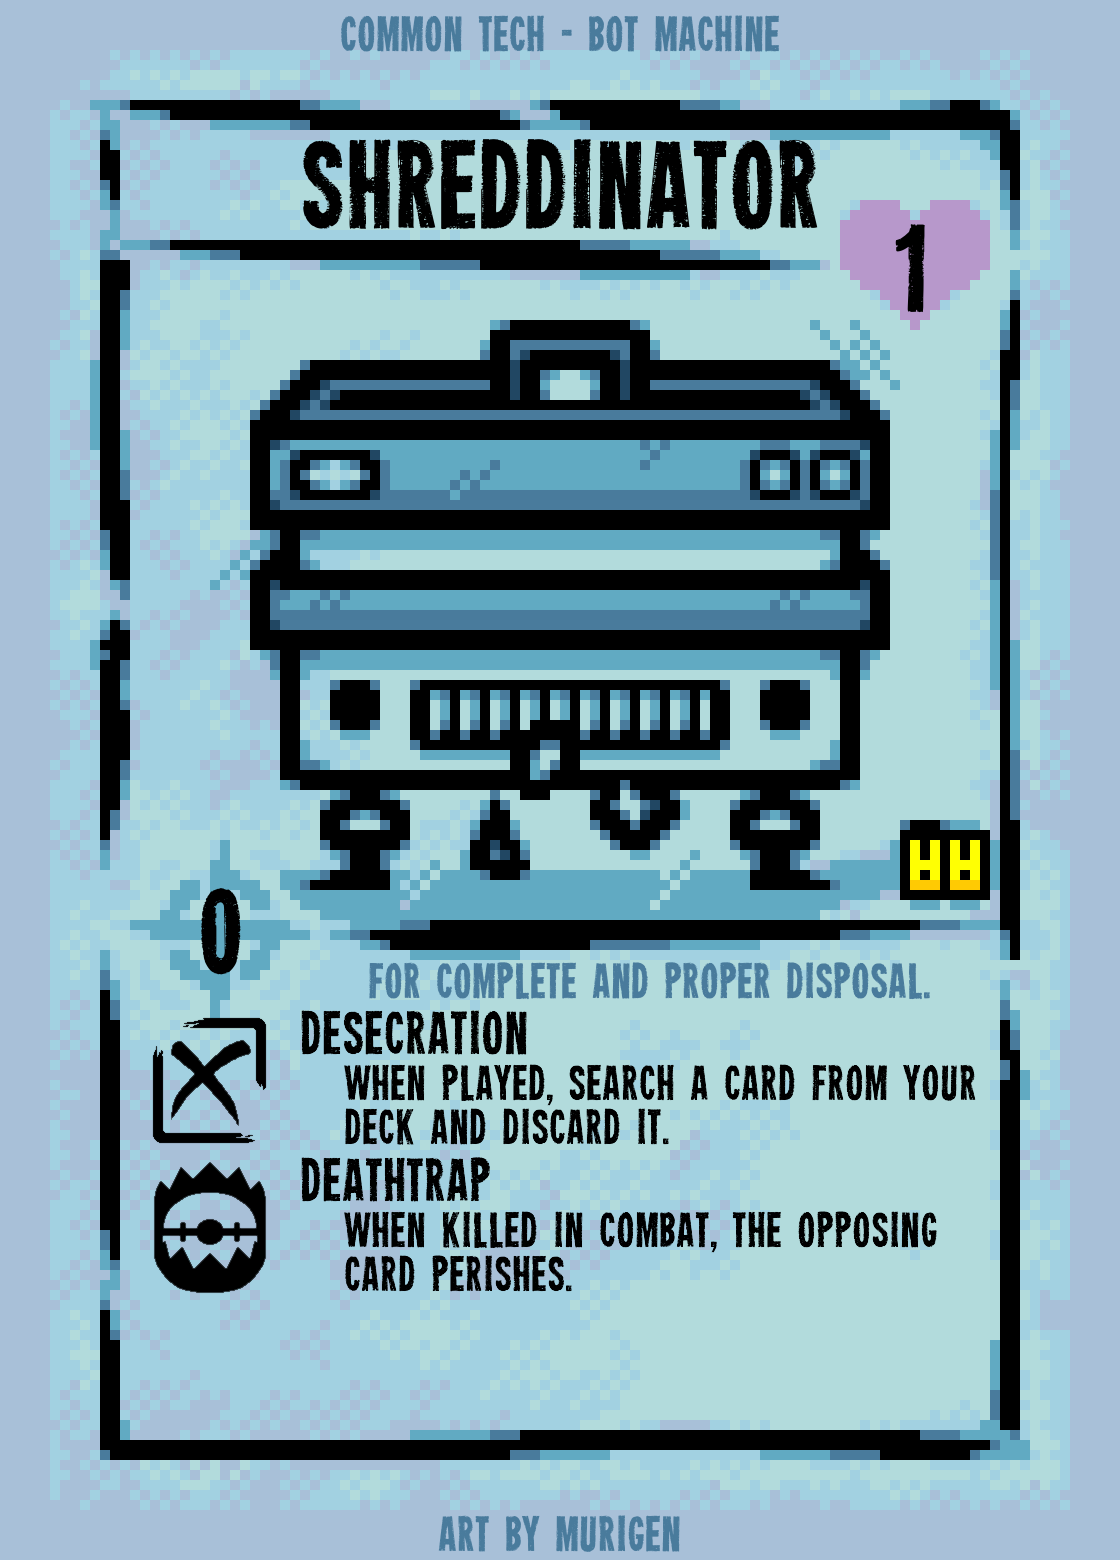 COMMON TECH - BOT MACHINE
SHREDDINATOR
1
0
FOR COMPLETE AND PROPER DISPOSAL.
DESECRATION
WHEN PLAYED, SEARCH A CARD FROM YOUR
DECK AND DISCARD IT.
DEATHTRAP
WHEN KILLED IN COMBAT, THE OPPOSING
CARD PERISHES.
ART BY MURIGEN